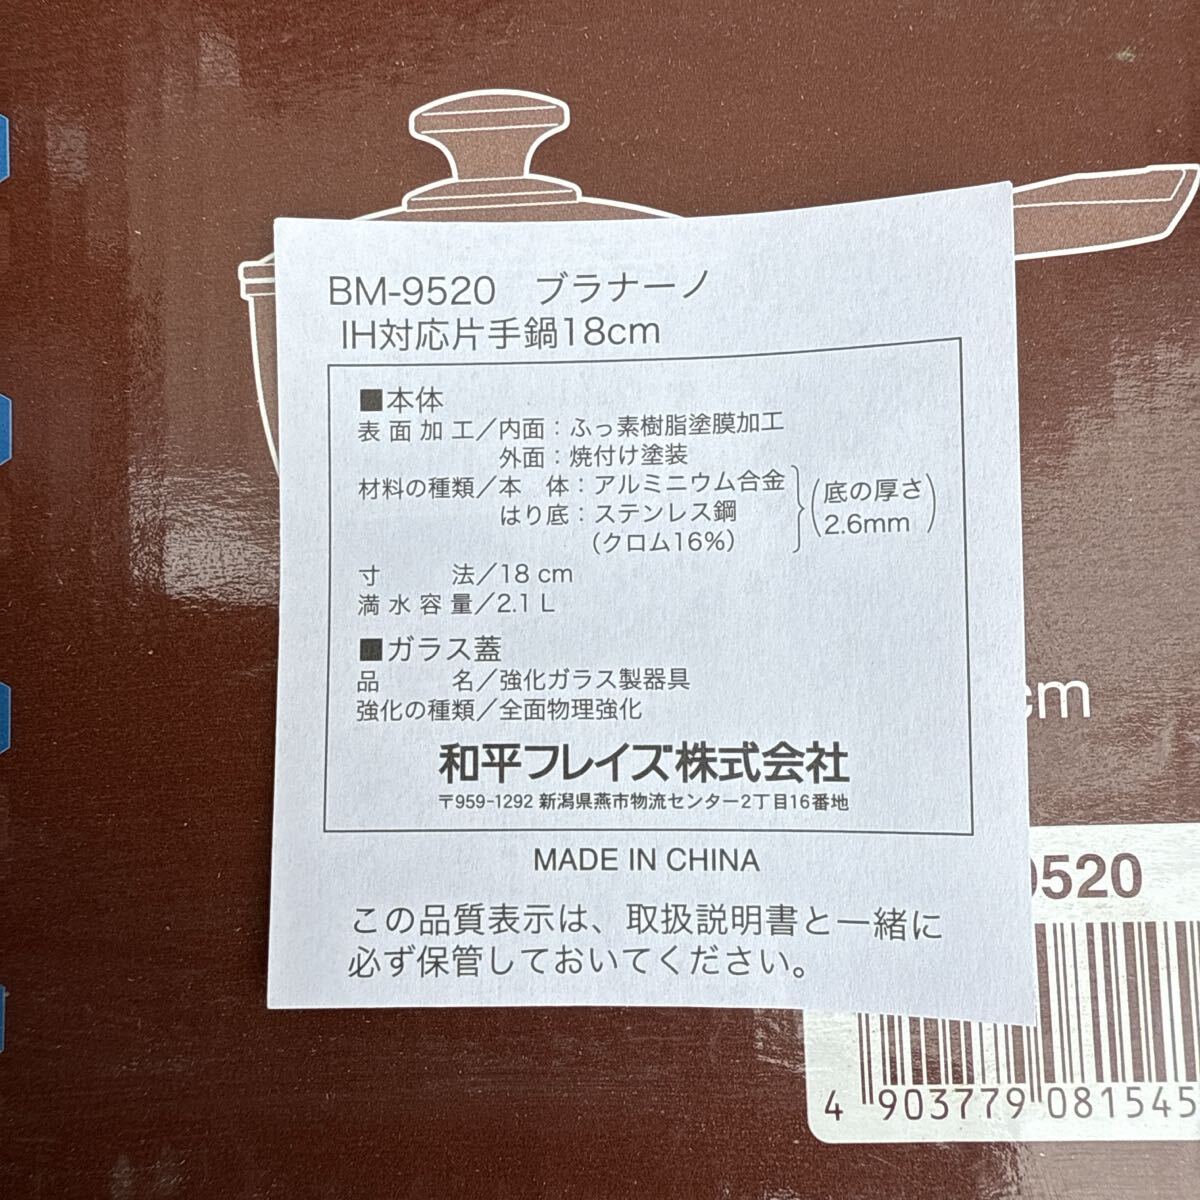 BM-9520 ブラナーノ
IH対応片手鍋18cm
■本体
表面加工／内面：ふっ素樹脂塗膜加工
外面：焼付け塗装
材料の種類／本 体：アルミニウム合金
はり底：ステンレス鋼
（クロム16%）
（底の厚さ
2.6mm）
寸 法／18 cm
満水容量／2.1 L
■ガラス蓋
品 名／強化ガラス製器具
強化の種類／全面物理強化
和平フレイズ株式会社
〒959-1292 新潟県燕市物流センター2丁目16番地
MADE IN CHINA
この品質表示は、取扱説明書と一緒に
必ず保管しておいてください。
cm
9520
4 903779 081545